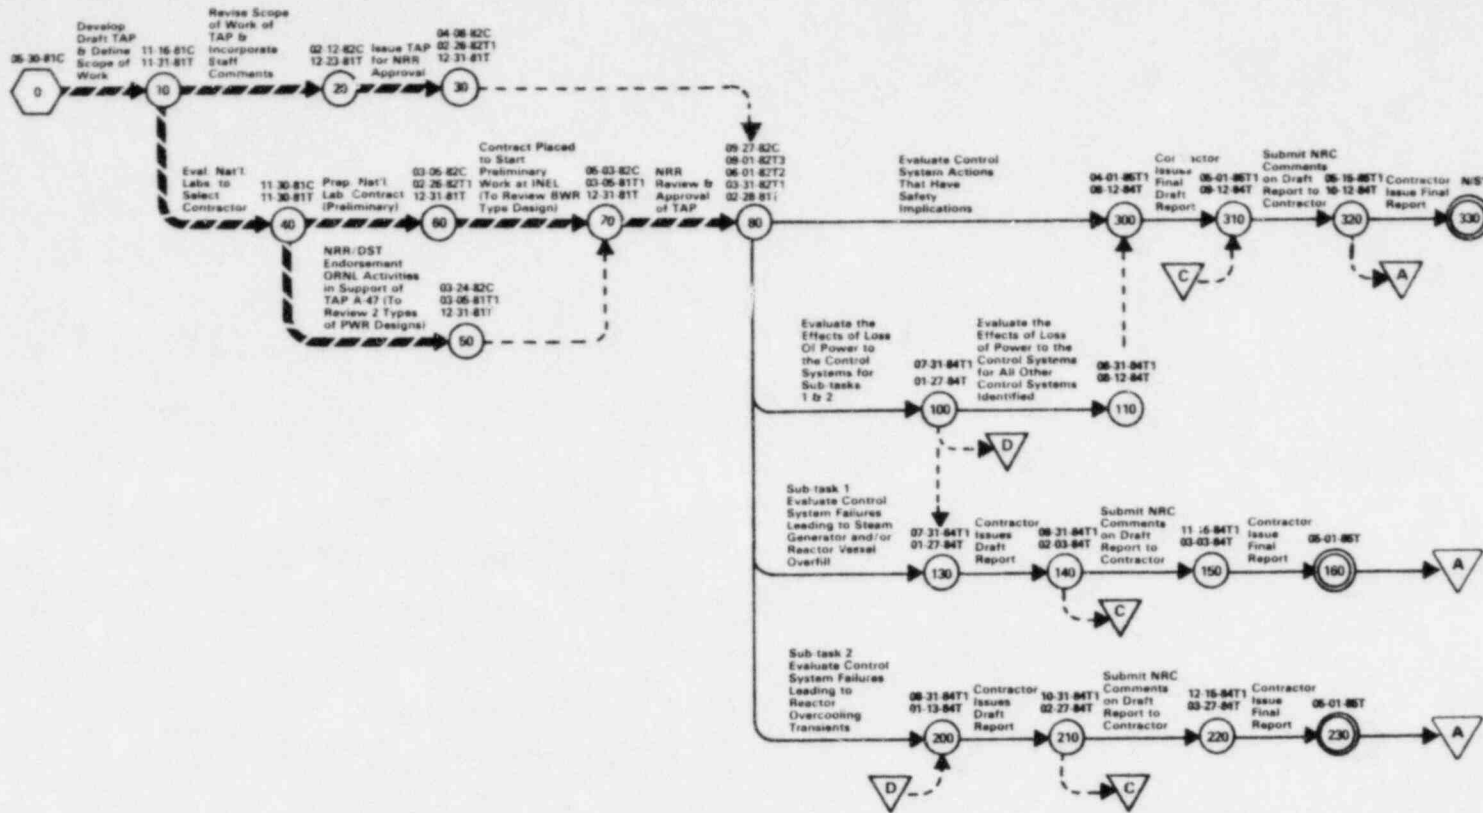 05-30-81C
0
Develop
Draft TAP
& Define
Scope of
Work
11-16-81C
11-31-81T
10
Revise Scope
of Work of
TAP &
Incorporate
Staff
Comments
02-12-82C
12-23-81T
20
Issue TAP
for NRR
Approval
04-08-82C
02-26-82T1
12-31-81T
30
Eval. Nat'l.
Labs. to
Select
Contractor
11-30-81C
11-30-81T
40
Prep. Nat'l.
Lab Contract
(Preliminary)
03-05-82C
02-26-82T1
12-31-81T
60
Contract Placed
to Start
Preliminary
Work at INEL
(To Review BWR
Type Design)
05-03-82C
03-05-81T1
12-31-81T
70
NRR
Review &
Approval
of TAP
09-27-82C
09-01-82T3
06-01-82T2
03-31-82T1
80
NRR/DST
Endorsement
ORNL Activities
in Support of
TAP A-47 (To
Review 2 Types
of PWR Designs)
03-24-82C
03-05-81T1
12-31-81T
50
Evaluate Control
System Actions
That Have
Safety
Implications
04-01-85T1
08-12-84T
300
Issues
Final
Draft
Report
05-01-85T1
09-12-84T
310
Submit NRC
Comments
on Draft
Report to
Contractor
06-15-85T1
10-12-84T
320
Contractor
Issue Final
Report
330
C
A
Evaluate the
Effects of Loss
Of Power to
the Control
Systems for
Sub-tasks
1 & 2
07-31-84T1
01-27-84T
100
Evaluate the
Effects of Loss
of Power to the
Control Systems
for All Other
Control Systems
Identified
08-31-84T1
08-12-84T
110
D
Sub-task 1
Evaluate Control
System Failures
Leading to Steam
Generator and/or
Reactor Vessel
Overfill
07-31-84T1
01-27-84T
130
Contractor
Issues
Draft
Report
08-31-84T1
02-03-84T
140
Submit NRC
Comments
on Draft
Report to
Contractor
03-03-84T
150
Contractor
Issue
Final
Report
05-01-85T
160
A
C
Sub-task 2
Evaluate Control
System Failures
Leading to
Reactor
Overcooling
Transients
08-31-84T1
01-13-84T
200
Contractor
Issues
Draft
Report
10-31-84T1
02-27-84T
210
Submit NRC
Comments
on Draft
Report to
Contractor
12-15-84T1
03-27-84T
220
Contractor
Issue
Final
Report
05-01-85T
230
A
D
C